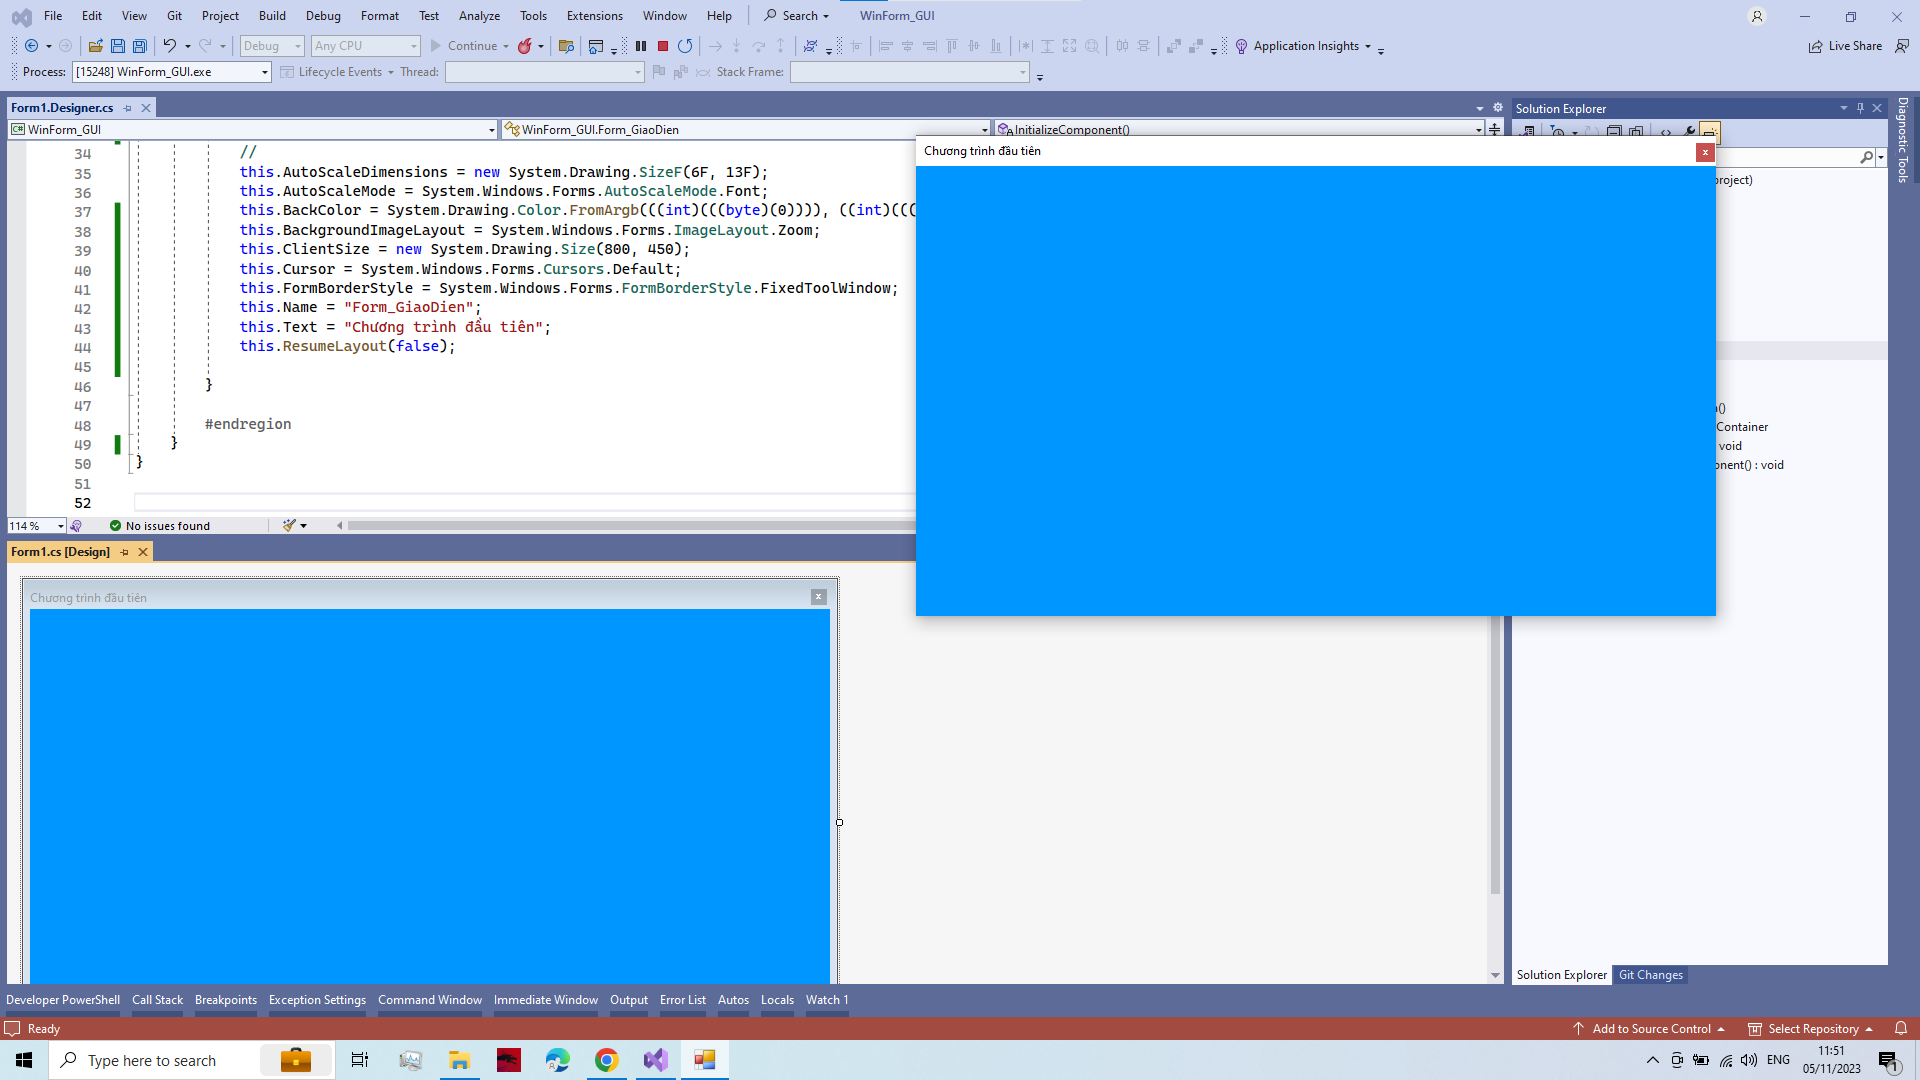 File Edit View Git Project Build Debug Format Test Analyze Tools Extensions Window Help Search WinForm_GUI
Debug Any CPU Continue Application Insights Live Share
Process: [15248] WinForm_GUI.exe Lifecycle Events Thread: Stack Frame:
Form1.Designer.cs
Solution Explorer
WinForm_GUI WinForm_GUI.Form_GiaoDien InitializeComponent()
34 //
35 this.AutoScaleDimensions = new System.Drawing.SizeF(6F, 13F);
36 this.AutoScaleMode = System.Windows.Forms.AutoScaleMode.Font;
37 this.BackColor = System.Drawing.Color.FromArgb(((int)(((byte)(0)))), ((int)(((
38 this.BackgroundImageLayout = System.Windows.Forms.ImageLayout.Zoom;
39 this.ClientSize = new System.Drawing.Size(800, 450);
40 this.Cursor = System.Windows.Forms.Cursors.Default;
41 this.FormBorderStyle = System.Windows.Forms.FormBorderStyle.FixedToolWindow;
42 this.Name = "Form_GiaoDien";
43 this.Text = "Chương trình đầu tiên";
44 this.ResumeLayout(false);
45
46 }
47
48 #endregion
49 }
50 }
51
52
114 % No issues found
Chương trình đầu tiên
x
project)
()
Container
: void
nent() : void
Diagnostic Tools
Form1.cs [Design]
Chương trình đầu tiên
x
Solution Explorer Git Changes
Developer PowerShell Call Stack Breakpoints Exception Settings Command Window Immediate Window Output Error List Autos Locals Watch 1
Ready Add to Source Control Select Repository
Type here to search
ENG
11:51
05/11/2023
1